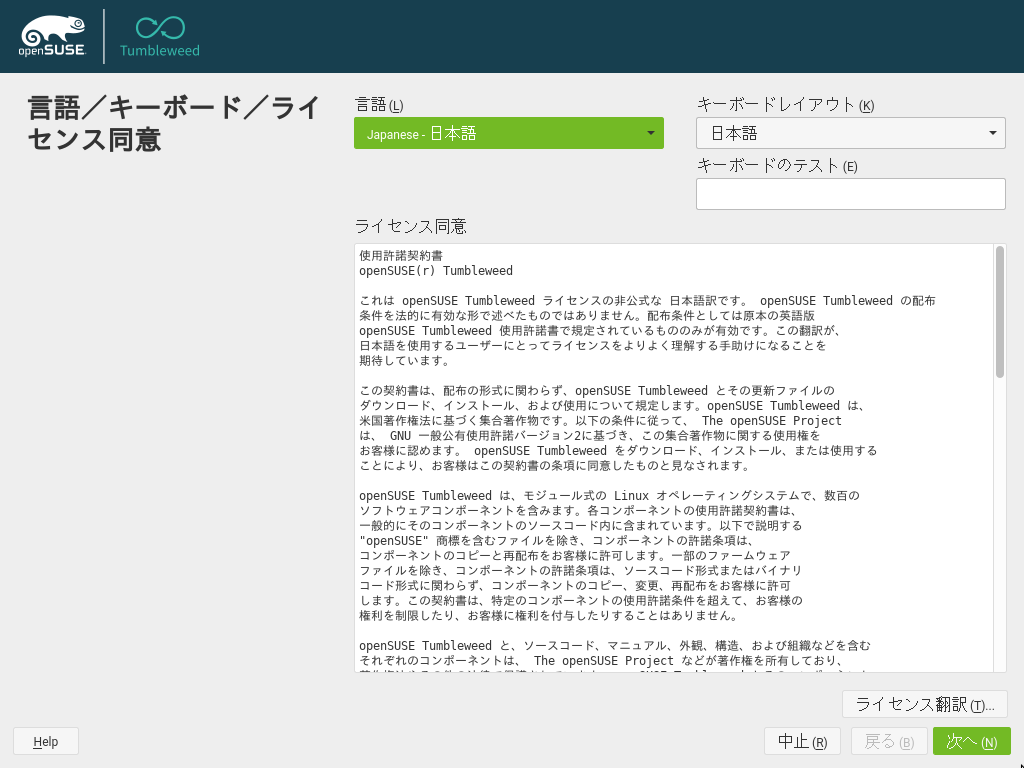 openSUSE
Tumbleweed
言語／キーボード／ライ
センス同意
言語(L)
Japanese - 日本語
キーボードレイアウト(K)
日本語
キーボードのテスト(E)
ライセンス同意
使用許諾契約書
openSUSE(r) Tumbleweed
これは openSUSE Tumbleweed ライセンスの非公式な 日本語訳です。 openSUSE Tumbleweed の配布
条件を法的に有効な形で述べたものではありません。配布条件としては原本の英語版
openSUSE Tumbleweed 使用許諾書で規定されているもののみが有効です。この翻訳が、
日本語を使用するユーザーにとってライセンスをよりよく理解する手助けになることを
期待しています。
この契約書は、配布の形式に関わらず、openSUSE Tumbleweed とその更新ファイルの
ダウンロード、インストール、および使用について規定します。openSUSE Tumbleweed は、
米国著作権法に基づく集合著作物です。以下の条件に従って、 The openSUSE Project
は、 GNU 一般公有使用許諾バージョン2に基づき、この集合著作物に関する使用権を
お客様に認めます。 openSUSE Tumbleweed をダウンロード、インストール、または使用する
ことにより、お客様はこの契約書の条項に同意したものと見なされます。
openSUSE Tumbleweed は、モジュール式の Linux オペレーティングシステムで、数百の
ソフトウェアコンポーネントを含みます。各コンポーネントの使用許諾契約書は、
一般的にそのコンポーネントのソースコード内に含まれています。以下で説明する
"openSUSE" 商標を含むファイルを除き、コンポーネントの許諾条項は、
コンポーネントのコピーと再配布をお客様に許可します。一部のファームウェア
ファイルを除き、コンポーネントの許諾条項は、ソースコード形式またはバイナリ
コード形式に関わらず、コンポーネントのコピー、変更、再配布をお客様に許可
します。この契約書は、特定のコンポーネントの使用許諾条件を超えて、お客様の
権利を制限したり、お客様に権利を付与したりすることはありません。
openSUSE Tumbleweed と、ソースコード、マニュアル、外観、構造、および組織などを含む
それぞれのコンポーネントは、 The openSUSE Project などが著作権を所有しており、
ライセンス翻訳(T)...
Help
中止(R)
戻る(B)
次へ(N)